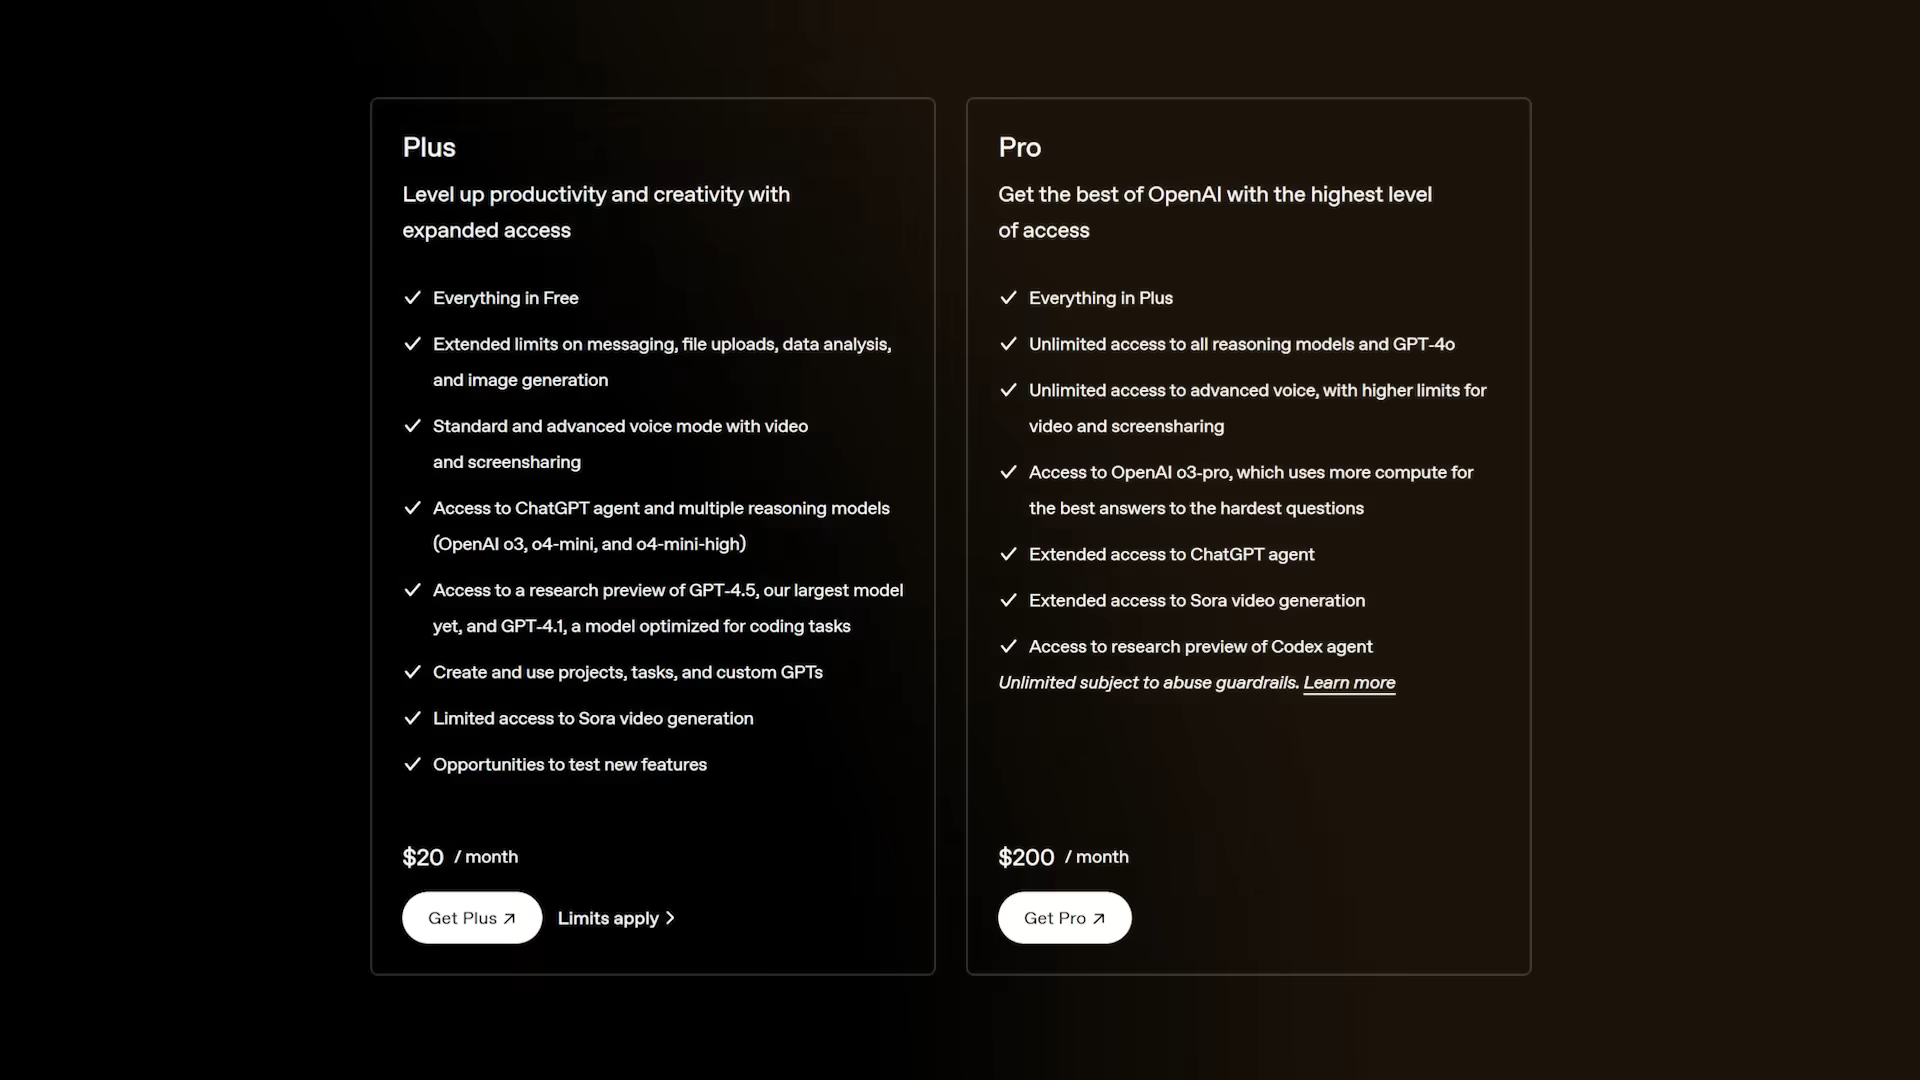 Plus
Level up productivity and creativity with
expanded access
Everything in Free
Extended limits on messaging, file uploads, data analysis,
and image generation
Standard and advanced voice mode with video
and screensharing
Access to ChatGPT agent and multiple reasoning models
(OpenAI o3, o4-mini, and o4-mini-high)
Access to a research preview of GPT-4.5, our largest model
yet, and GPT-4.1, a model optimized for coding tasks
Create and use projects, tasks, and custom GPTs
Limited access to Sora video generation
Opportunities to test new features
$20 / month
Get Plus
Limits apply
Pro
Get the best of OpenAI with the highest level
of access
Everything in Plus
Unlimited access to all reasoning models and GPT-4o
Unlimited access to advanced voice, with higher limits for
video and screensharing
Access to OpenAI o3-pro, which uses more compute for
the best answers to the hardest questions
Extended access to ChatGPT agent
Extended access to Sora video generation
Access to research preview of Codex agent
Unlimited subject to abuse guardrails. Learn more
$200 / month
Get Pro